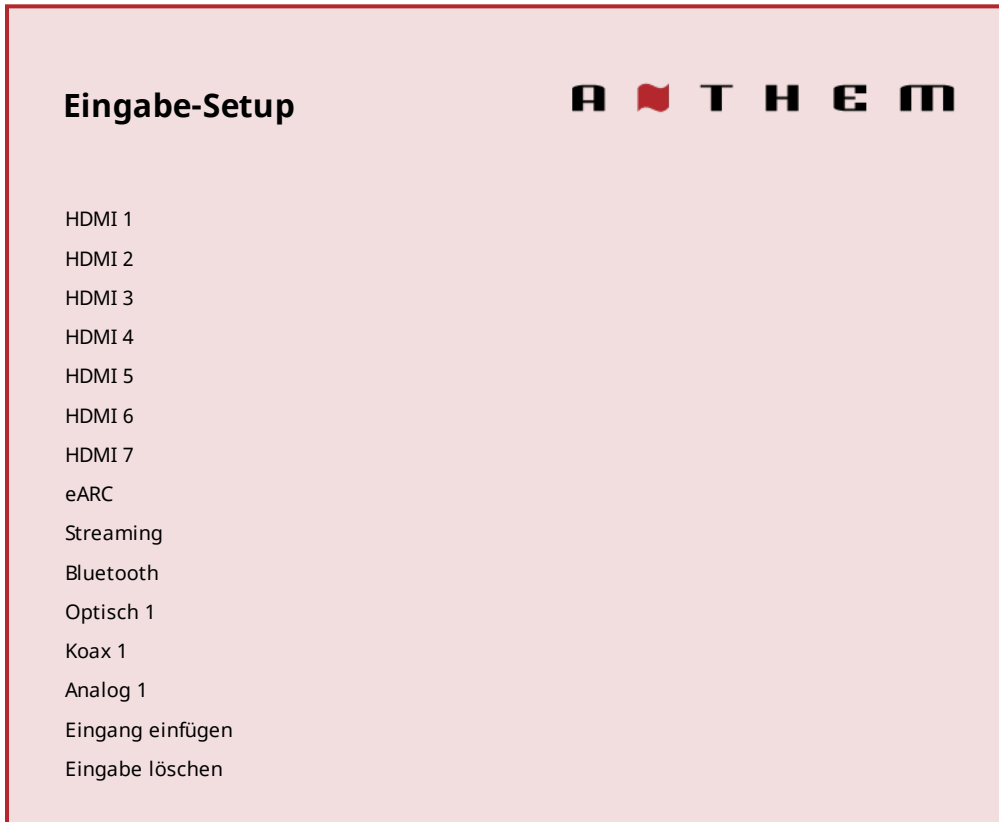 Eingabe-Setup
ANTHEM
HDMI 1
HDMI 2
HDMI 3
HDMI 4
HDMI 5
HDMI 6
HDMI 7
eARC
Streaming
Bluetooth
Optisch 1
Koax 1
Analog 1
Eingang einfügen
Eingabe löschen